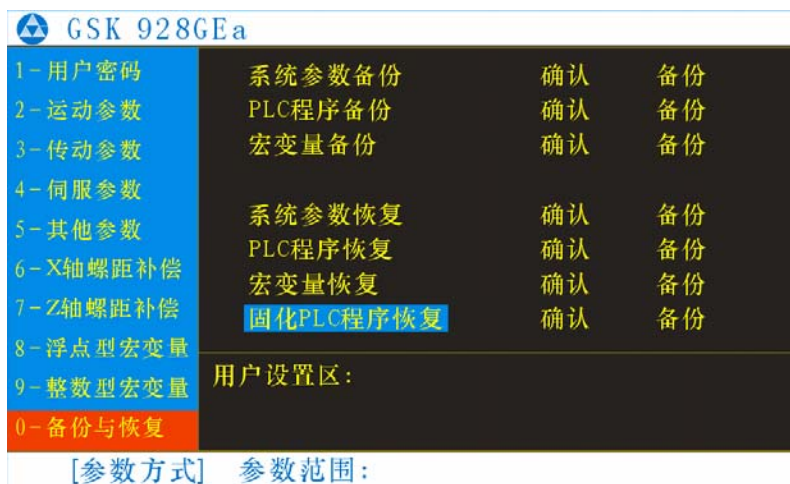 GSK 928GEa
1-用户密码
2-运动参数
3-传动参数
4-伺服参数
5-其他参数
6-X轴螺距补偿
7-Z轴螺距补偿
8-浮点型宏变量
9-整数型宏变量
0-备份与恢复
系统参数备份 确认 备份
PLC程序备份 确认 备份
宏变量备份 确认 备份
系统参数恢复 确认 备份
PLC程序恢复 确认 备份
宏变量恢复 确认 备份
固化PLC程序恢复 确认 备份
用户设置区:
[参数方式] 参数范围: